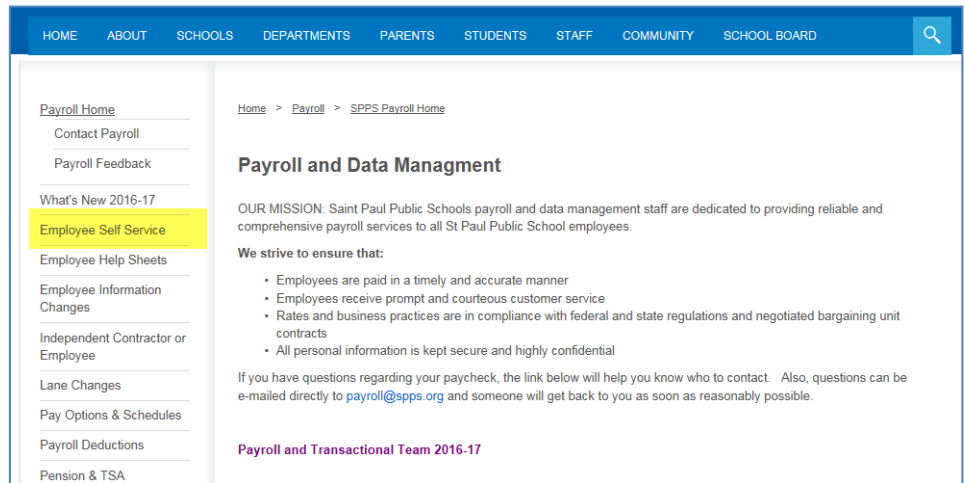 HOME ABOUT SCHOOLS DEPARTMENTS PARENTS STUDENTS STAFF COMMUNITY SCHOOL BOARD
Payroll Home
Contact Payroll
Payroll Feedback
What's New 2016-17
Employee Self Service
Employee Help Sheets
Employee Information
Changes
Independent Contractor or
Employee
Lane Changes
Pay Options & Schedules
Payroll Deductions
Pension & TSA
Home > Payroll > SPPS Payroll Home
Payroll and Data Managment
OUR MISSION: Saint Paul Public Schools payroll and data management staff are dedicated to providing reliable and
comprehensive payroll services to all St Paul Public School employees.
We strive to ensure that:
• Employees are paid in a timely and accurate manner
• Employees receive prompt and courteous customer service
• Rates and business practices are in compliance with federal and state regulations and negotiated bargaining unit
contracts
• All personal information is kept secure and highly confidential
If you have questions regarding your paycheck, the link below will help you know who to contact. Also, questions can be
e-mailed directly to payroll@spps.org and someone will get back to you as soon as reasonably possible.
Payroll and Transactional Team 2016-17